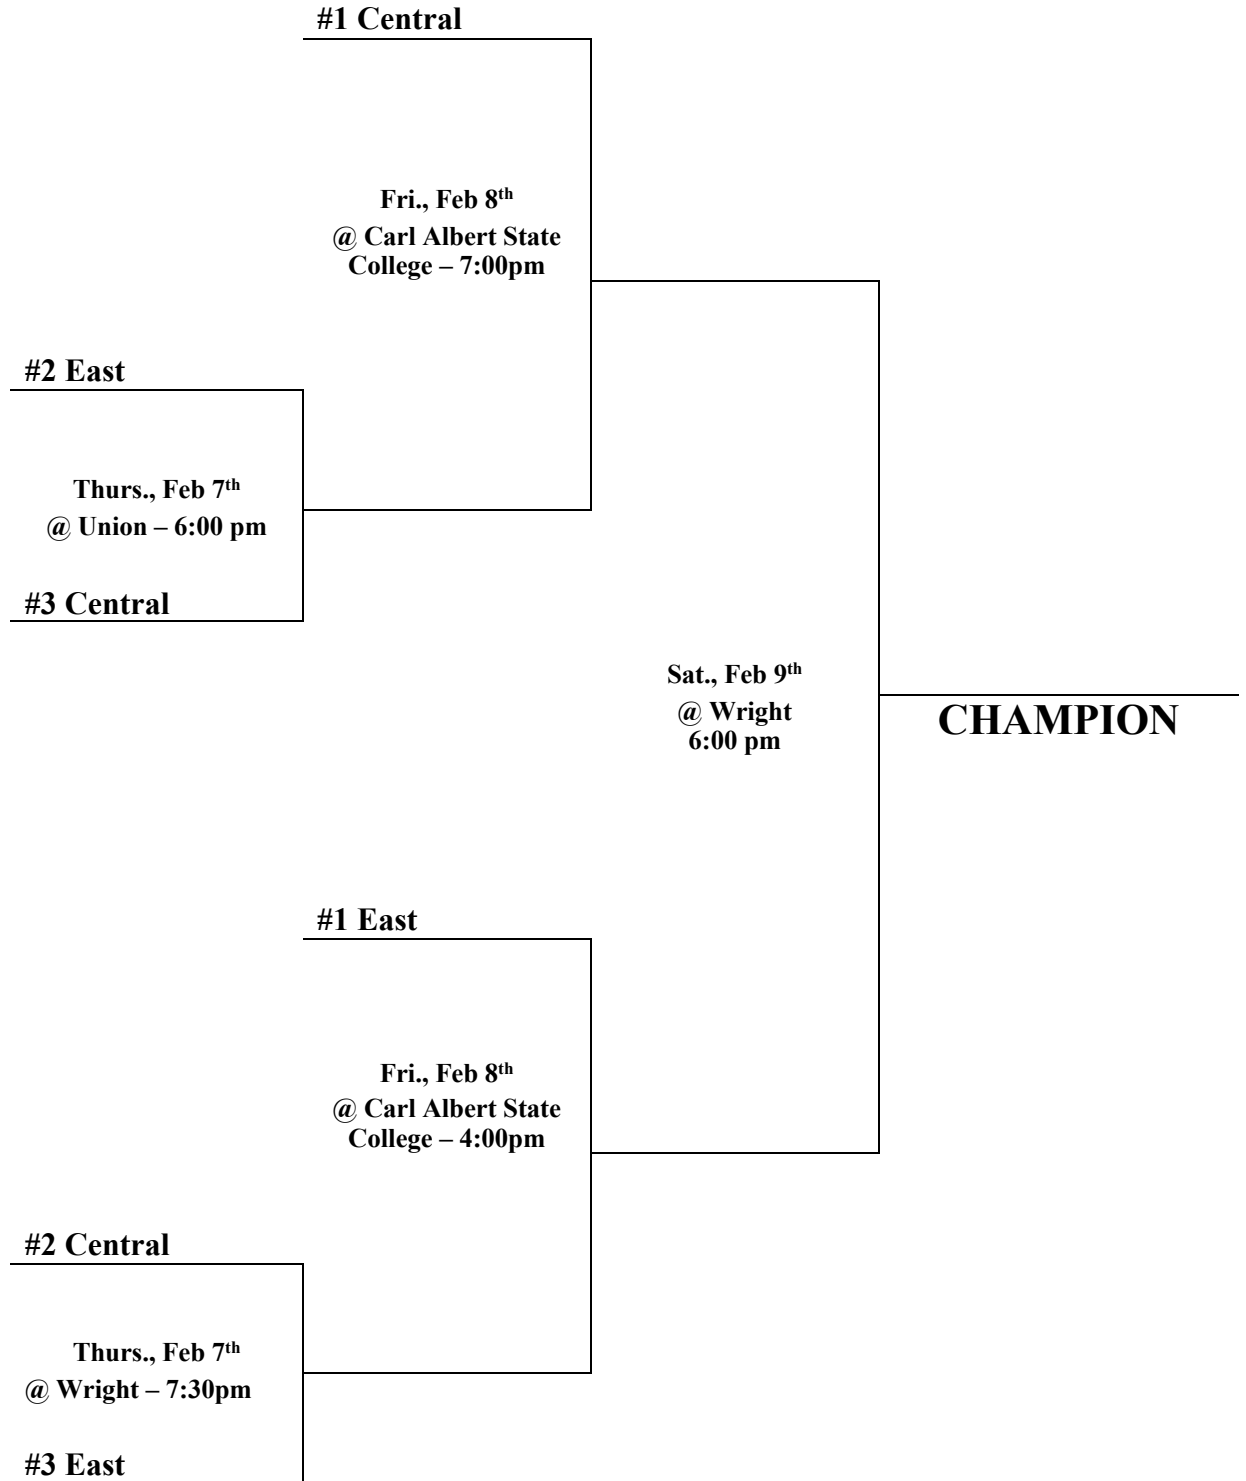 #1 Central
Fri., Feb 8th
@ Carl Albert State
College – 7:00pm
#2 East
Thurs., Feb 7th
@ Union – 6:00 pm
#3 Central
Sat., Feb 9th
@ Wright
6:00 pm
CHAMPION
#1 East
Fri., Feb 8th
@ Carl Albert State
College – 4:00pm
#2 Central
Thurs., Feb 7th
@ Wright – 7:30pm
#3 East